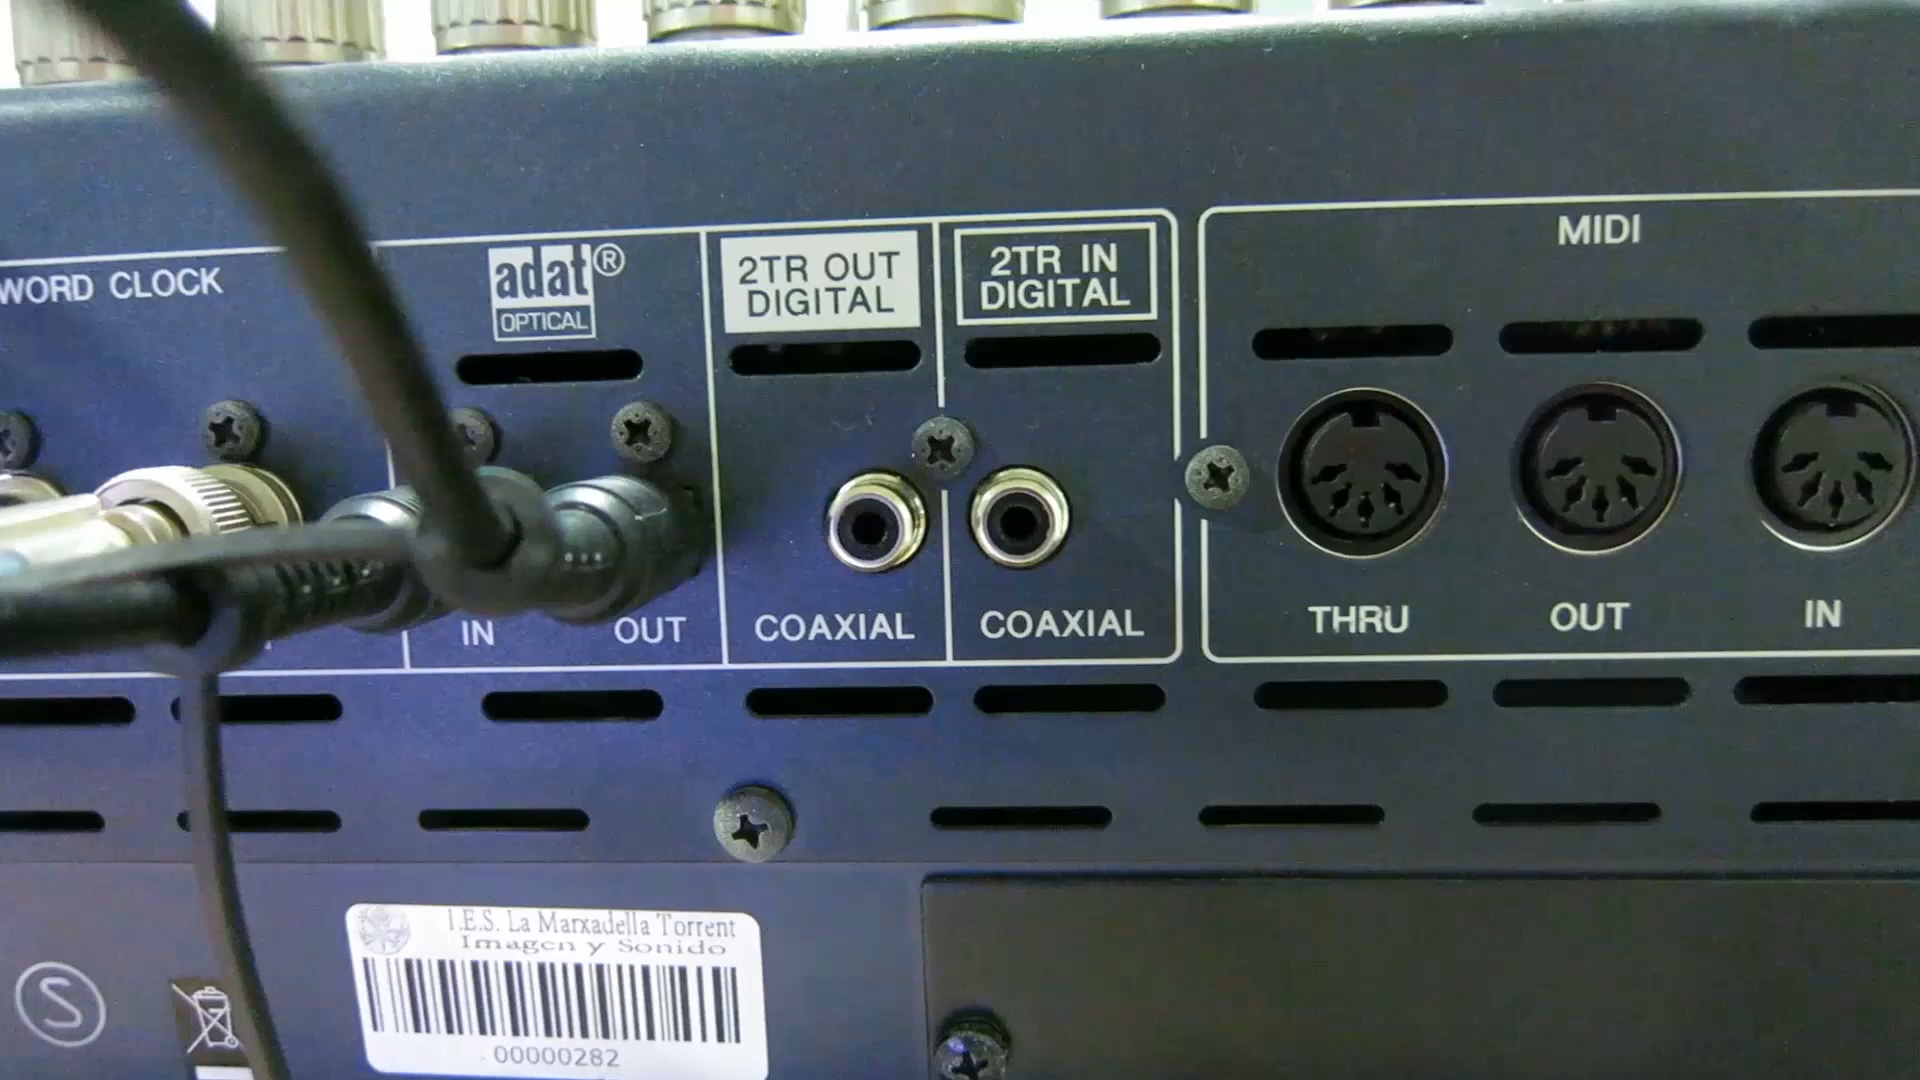 WORD CLOCK
adat®
OPTICAL
2TR OUT
DIGITAL
2TR IN
DIGITAL
MIDI
IN
OUT
COAXIAL
COAXIAL
THRU
OUT
IN
I.E.S. La Marxadella Torrent
Imagen y Sonido
00000282